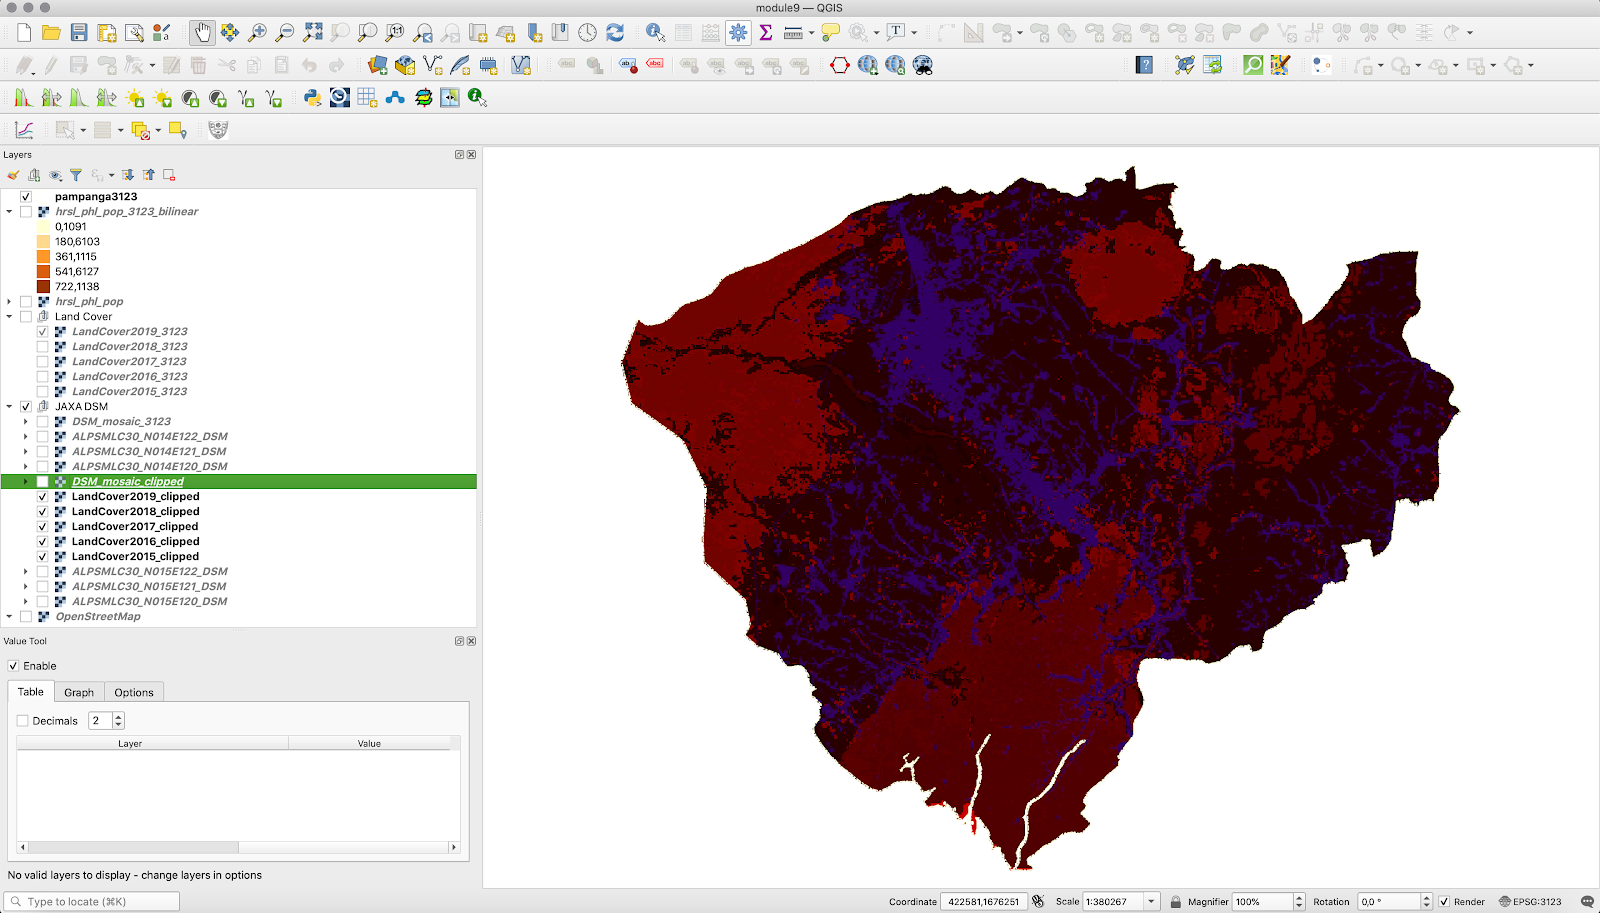 module9 — QGIS
Layers
pampanga3123
hrsl_phl_pop_3123_bilinear
0,1091
180,6103
361,1115
541,6127
722,1138
hrsl_phl_pop
Land Cover
LandCover2019_3123
LandCover2018_3123
LandCover2017_3123
LandCover2016_3123
LandCover2015_3123
JAXA DSM
DSM_mosaic_3123
ALPSMLC30_N014E122_DSM
ALPSMLC30_N014E121_DSM
ALPSMLC30_N014E120_DSM
DSM_mosaic_clipped
LandCover2019_clipped
LandCover2018_clipped
LandCover2017_clipped
LandCover2016_clipped
LandCover2015_clipped
ALPSMLC30_N015E122_DSM
ALPSMLC30_N015E121_DSM
ALPSMLC30_N015E120_DSM
OpenStreetMap
Value Tool
Enable
Table Graph Options
Decimals 2
Layer Value
No valid layers to display - change layers in options
Type to locate (⌘K) Coordinate 422581,1676251 Scale 1:380267 Magnifier 100% Rotation 0,0 ° Render EPSG:3123